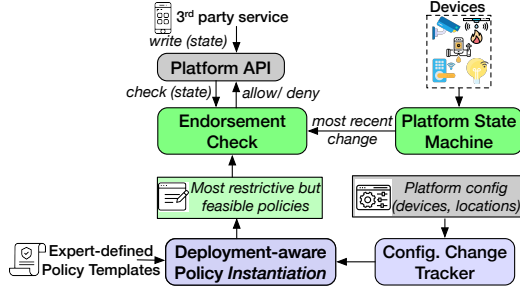 3rd party service
Devices
write (state)
Platform API
check (state)
allow/ deny
Endorsement
Check
most recent
change
Platform State
Machine
Most restrictive but
feasible policies
Platform config
(devices, locations)
Expert-defined
Policy Templates
Deployment-aware
Policy Instantiation
Config. Change
Tracker